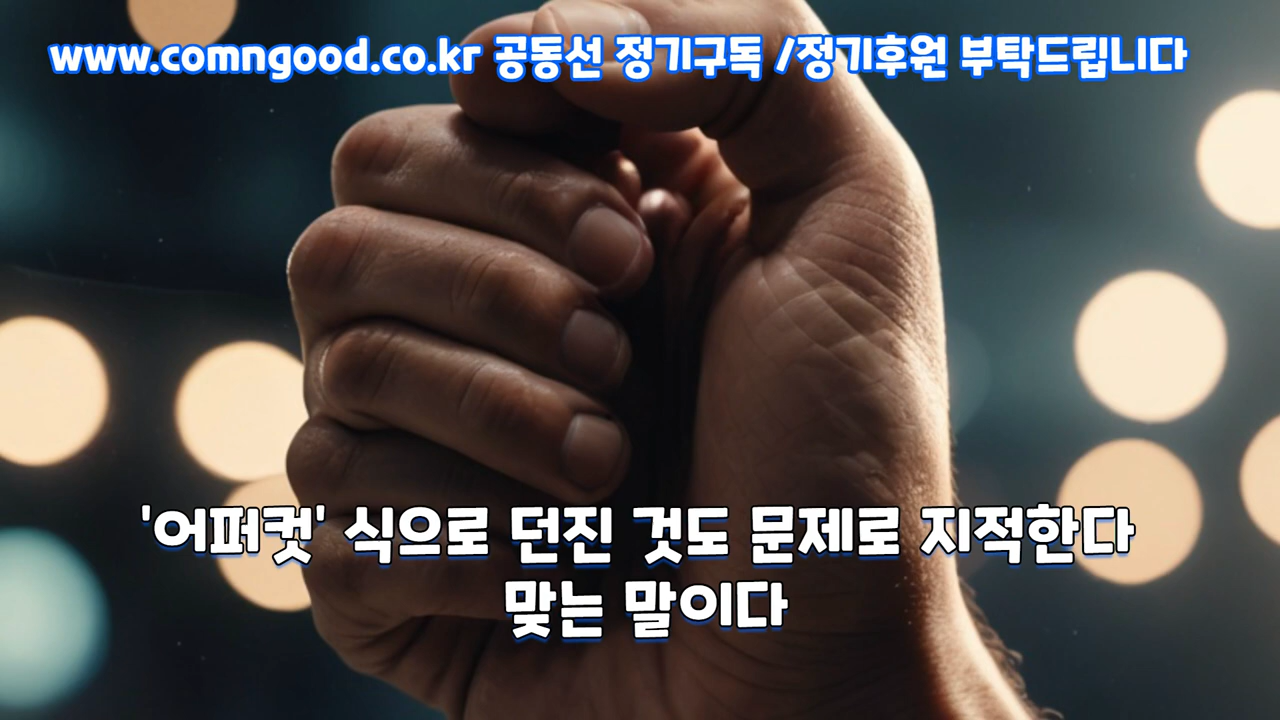 www.comngood.co.kr 공동선 정기구독 /정기후원 부탁드립니다
'어퍼컷' 식으로 던진 것도 문제로 지적한다
맞는 말이다